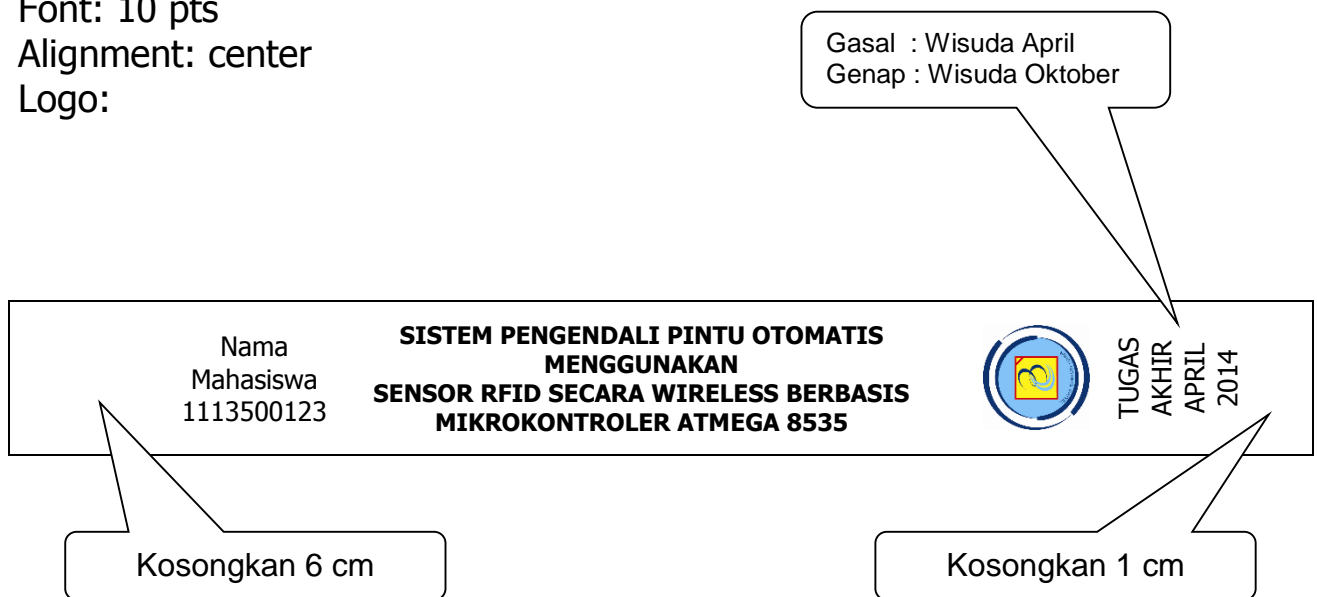 Font: 10 pts
Alignment: center
Logo:
Gasal : Wisuda April
Genap : Wisuda Oktober
Nama
Mahasiswa
1113500123
SISTEM PENGENDALI PINTU OTOMATIS
MENGGUNAKAN
SENSOR RFID SECARA WIRELESS BERBASIS
MIKROKONTROLER ATMEGA 8535
TUGAS
AKHIR
APRIL
2014
Kosongkan 6 cm
Kosongkan 1 cm